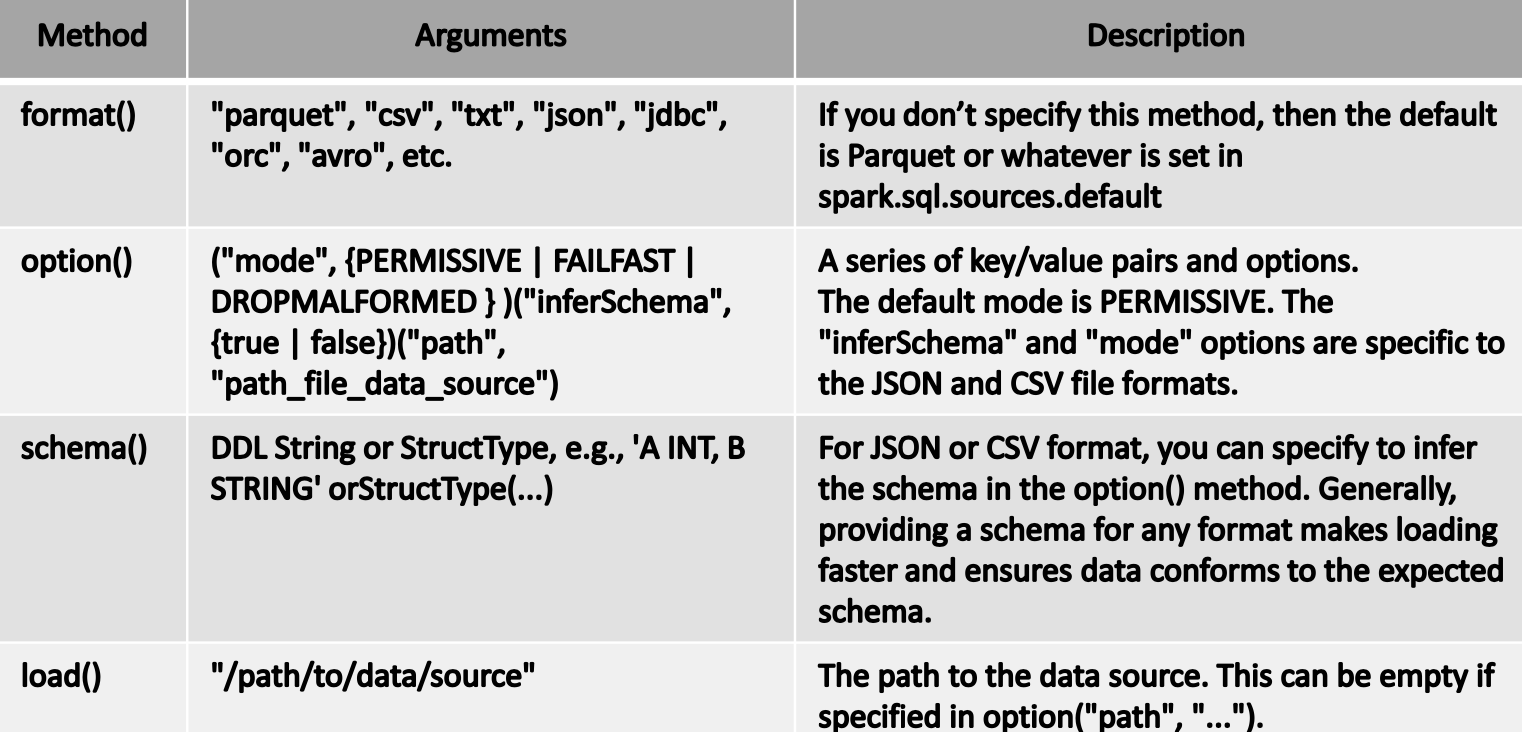 Method Arguments Description
format() "parquet", "csv", "txt", "json", "jdbc", If you don’t specify this method, then the default
"orc", "avro", etc. is Parquet or whatever is set in
spark.sql.sources.default
option() ("mode", {PERMISSIVE | FAILFAST | A series of key/value pairs and options.
DROPMALFORMED } )("inferSchema", The default mode is PERMISSIVE. The
{true | false})("path", "inferSchema" and "mode" options are specific to
"path_file_data_source") the JSON and CSV file formats.
schema() DDL String or StructType, e.g., 'A INT, B For JSON or CSV format, you can specify to infer
STRING' orStructType(...) the schema in the option() method. Generally,
providing a schema for any format makes loading
faster and ensures data conforms to the expected
schema.
load() "/path/to/data/source" The path to the data source. This can be empty if
specified in option("path", "...").